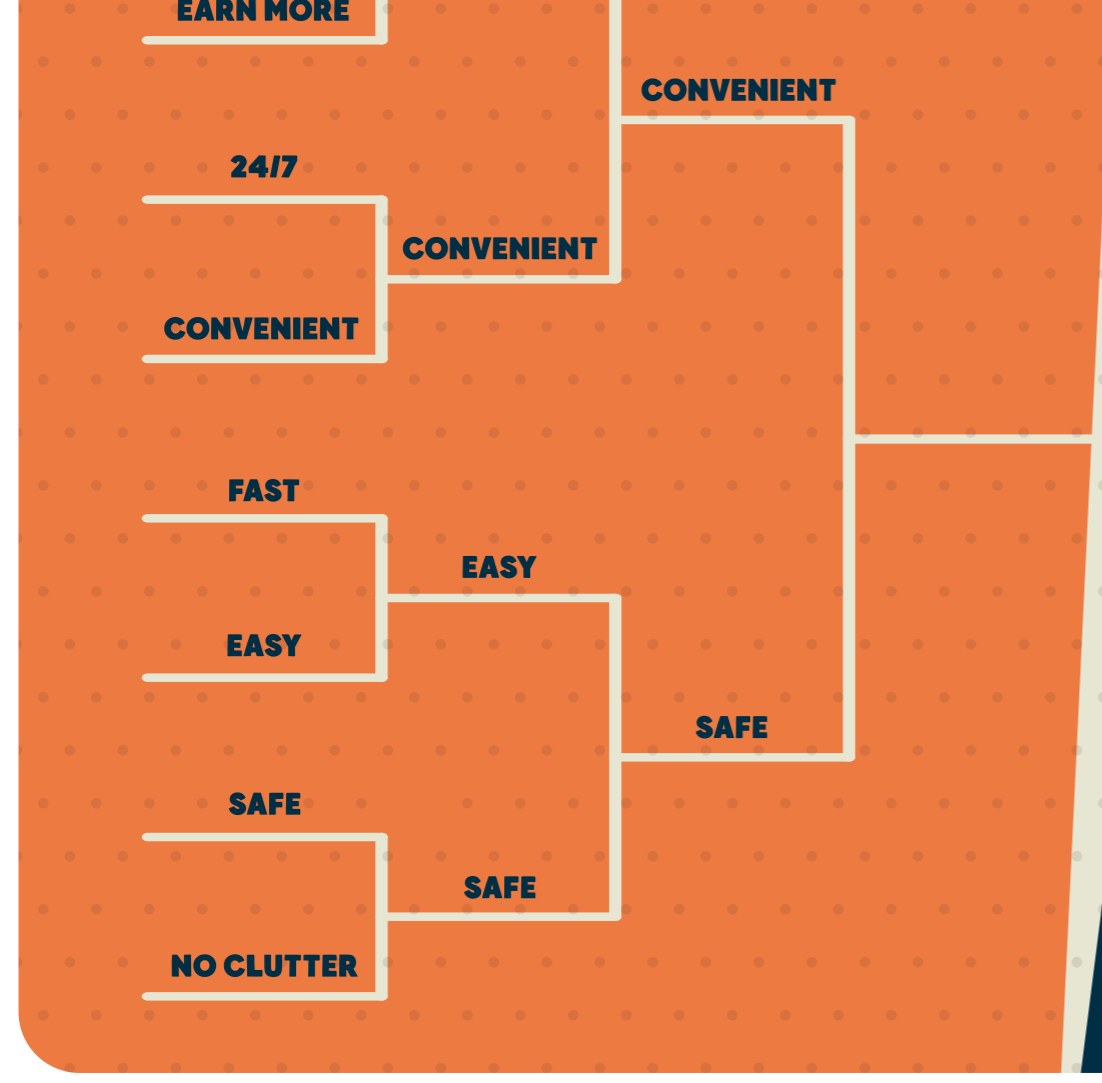 EARN MORE
CONVENIENT
24/7
CONVENIENT
CONVENIENT
FAST
EASY
EASY
SAFE
SAFE
SAFE
NO CLUTTER